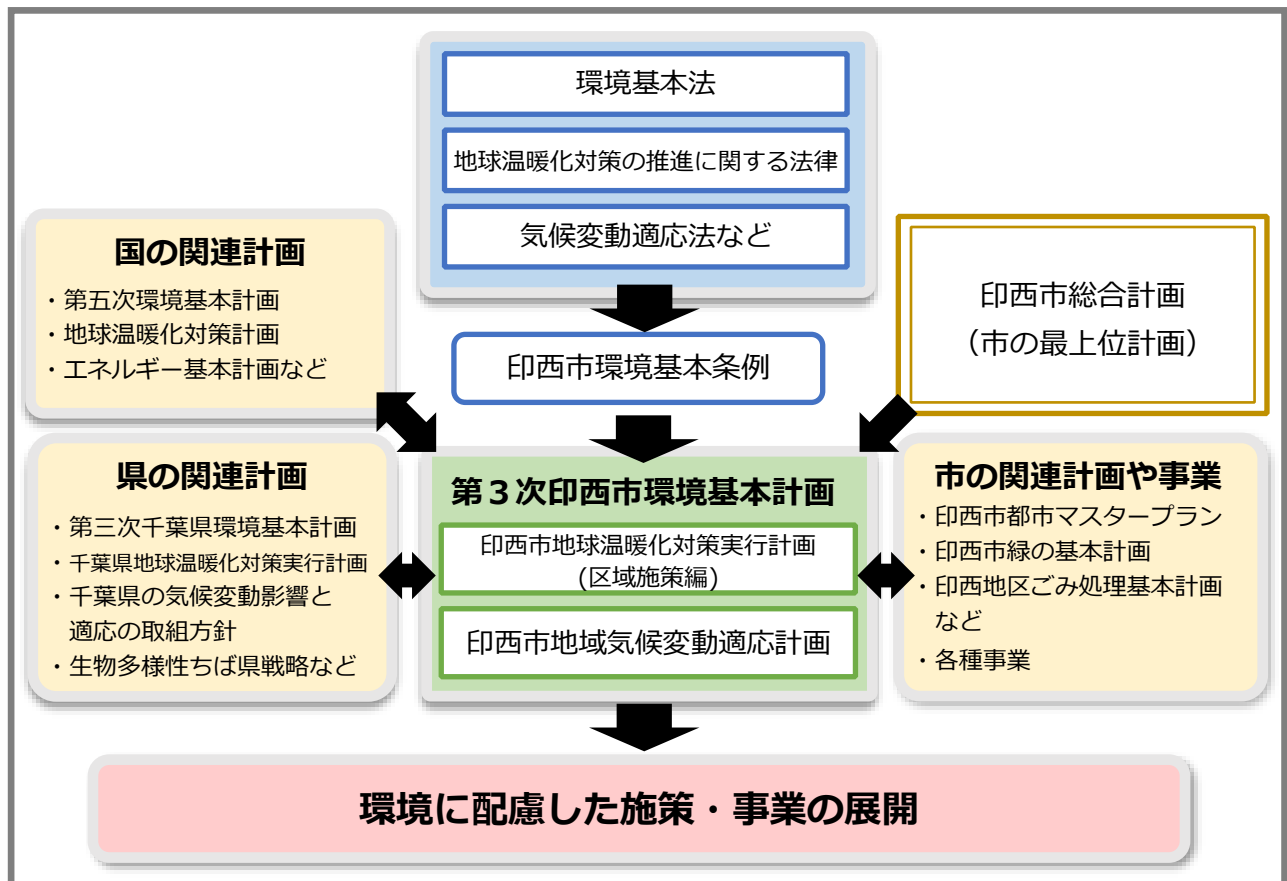 環境基本法
地球温暖化対策の推進に関する法律
気候変動適応法など
国の関連計画
・第五次環境基本計画
・地球温暖化対策計画
・エネルギー基本計画など
印西市総合計画
（市の最上位計画）
印西市環境基本条例
県の関連計画
・第三次千葉県環境基本計画
・千葉県地球温暖化対策実行計画
・千葉県の気候変動影響と
適応の取組方針
・生物多様性ちば県戦略など
第３次印西市環境基本計画
印西市地球温暖化対策実行計画
(区域施策編)
印西市地域気候変動適応計画
市の関連計画や事業
・印西市都市マスタープラン
・印西市緑の基本計画
・印西地区ごみ処理基本計画
など
・各種事業
環境に配慮した施策・事業の展開